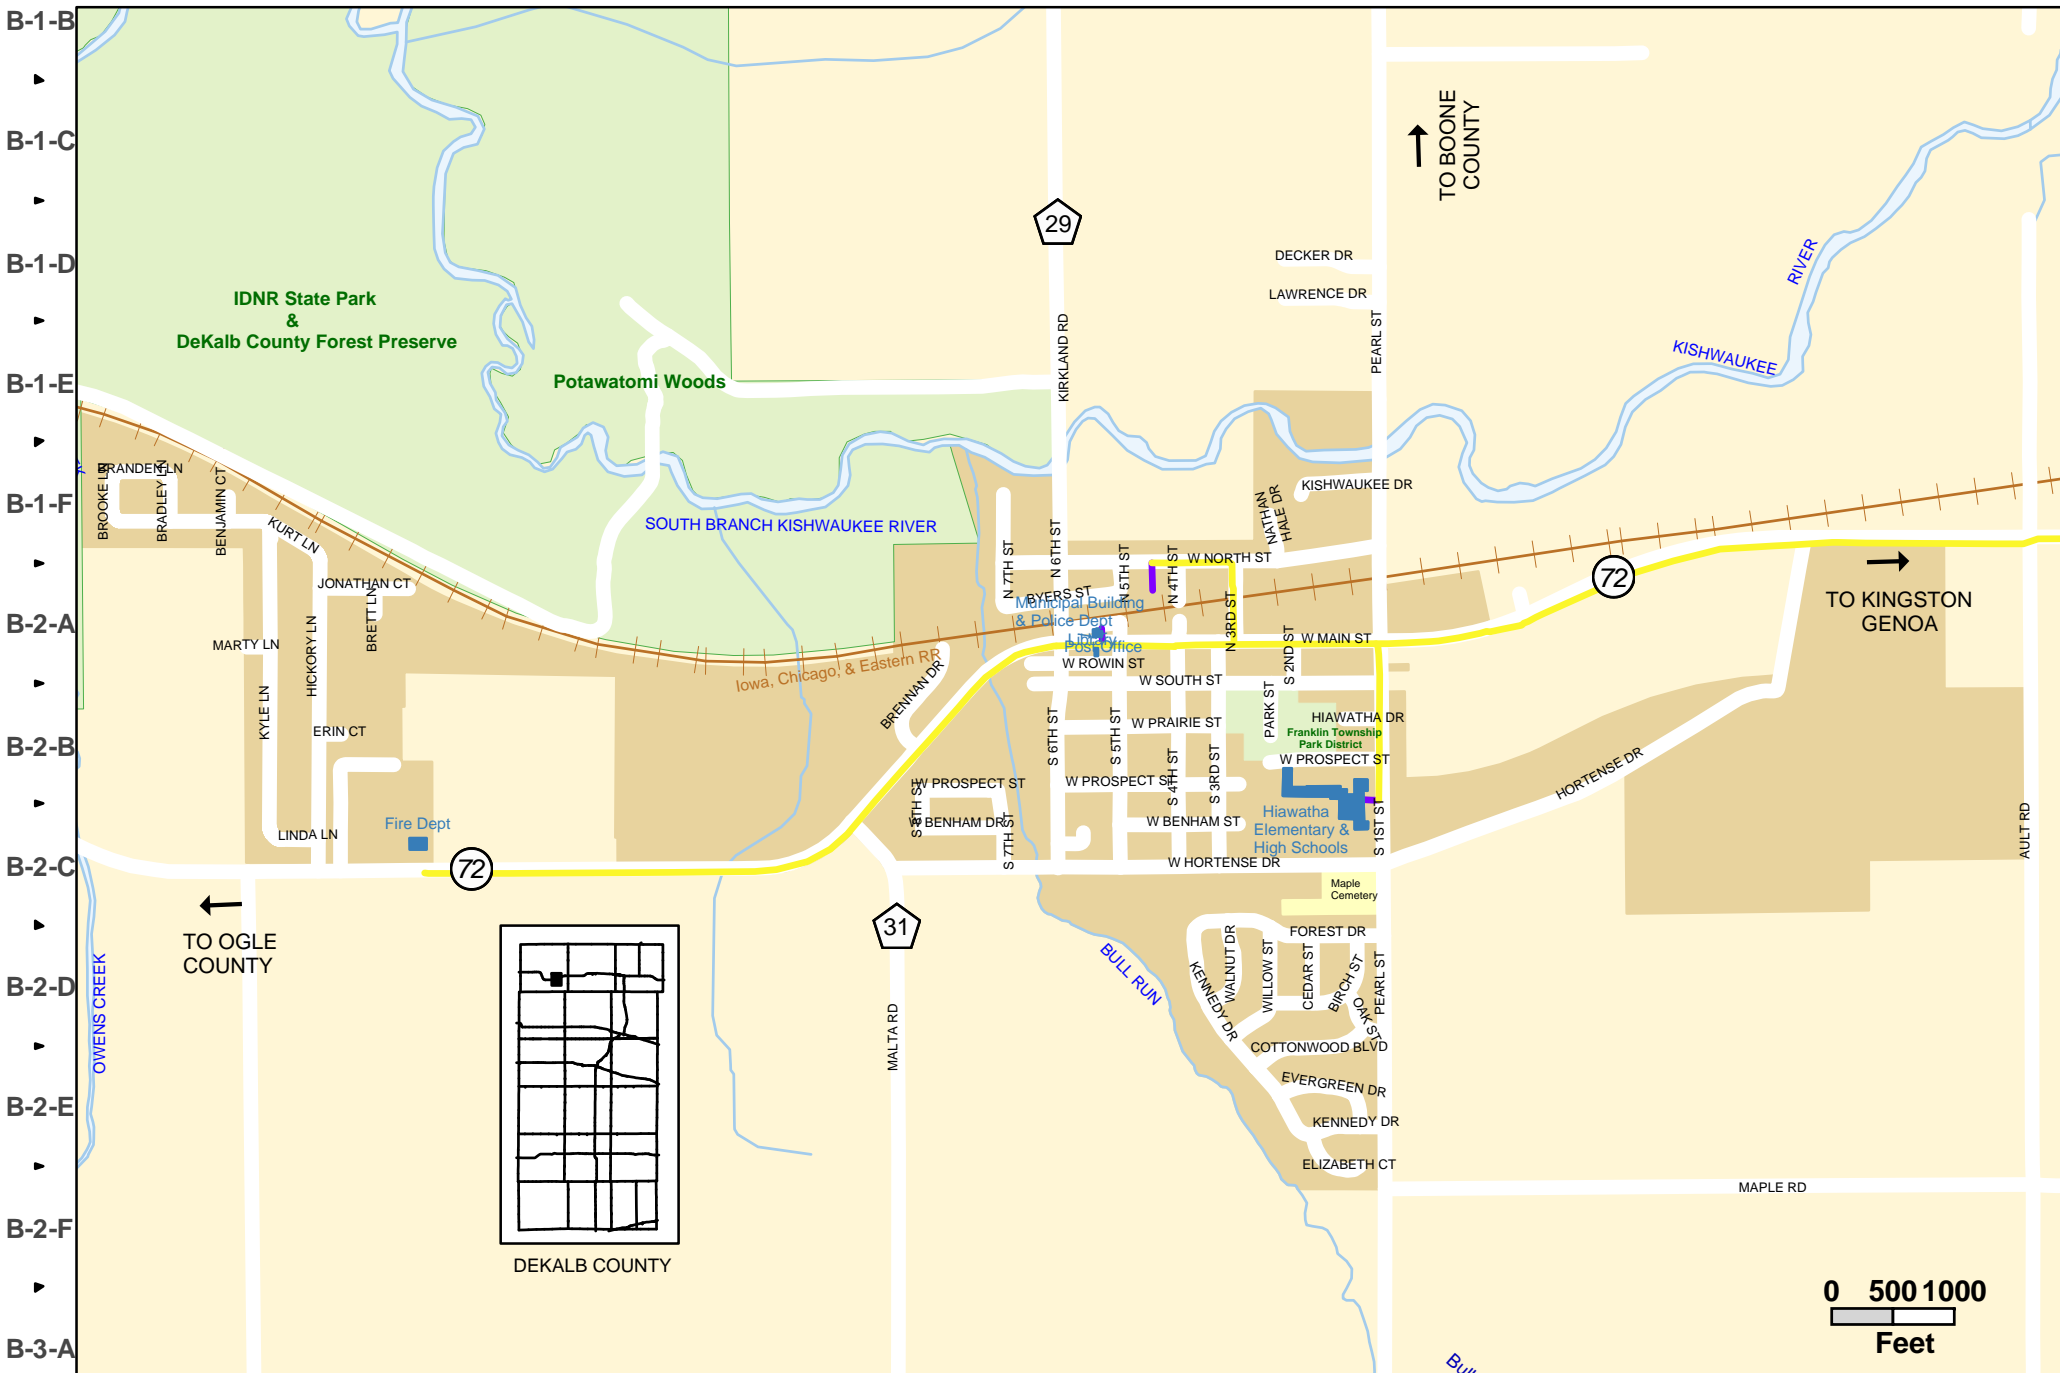 B-1-B
B-1-C
B-1-D
B-1-E
B-1-F
B-2-A
B-2-B
B-2-C
B-2-D
B-2-E
B-2-F
B-3-A
TO BOONE
COUNTY
29
DECKER DR
LAWRENCE DR
RIVER
KISHWAUKEE
IDNR State Park
&
DeKalb County Forest Preserve
Potawatomi Woods
KIRKLAND RD
PEARL ST
BRANDEN LN
BROOKE LN
BRADLEY LN
BENJAMIN CT
KURT LN
JONATHAN CT
BRETT LN
HICKORY LN
MARTY LN
KYLE LN
ERIN CT
LINDA LN
SOUTH BRANCH KISHWAUKEE RIVER
KISHWAUKEE DR
NATHAN
HALE DR
N 7TH ST
N 6TH ST
N 5TH ST
N 4TH ST
N 3RD ST
W NORTH ST
BYERS ST
Municipal Building
& Police Dept
Library
Post Office
72
TO KINGSTON
GENOA
W MAIN ST
S 2ND ST
W ROWIN ST
W SOUTH ST
Iowa, Chicago, & Eastern RR
BRENNAN DR
PARK ST
HIAWATHA DR
Franklin Township
Park District
W PRAIRIE ST
S 6TH ST
S 5TH ST
S 4TH ST
S 3RD ST
W PROSPECT ST
W PROSPECT ST
W PROSPECT ST
S 8TH ST
W BENHAM DR
S 7TH ST
W BENHAM ST
Hiawatha
Elementary &
High Schools
S 1ST ST
HORTENSE DR
AULT RD
Fire Dept
72
W HORTENSE DR
Maple
Cemetery
TO OGLE
COUNTY
OWENS CREEK
31
MALTA RD
BULL RUN
FOREST DR
WALNUT DR
WILLOW ST
CEDAR ST
BIRCH ST
OAK ST
PEARL ST
KENNEDY DR
COTTONWOOD BLVD
EVERGREEN DR
KENNEDY DR
ELIZABETH CT
MAPLE RD
DEKALB COUNTY
0 500 1000
Feet